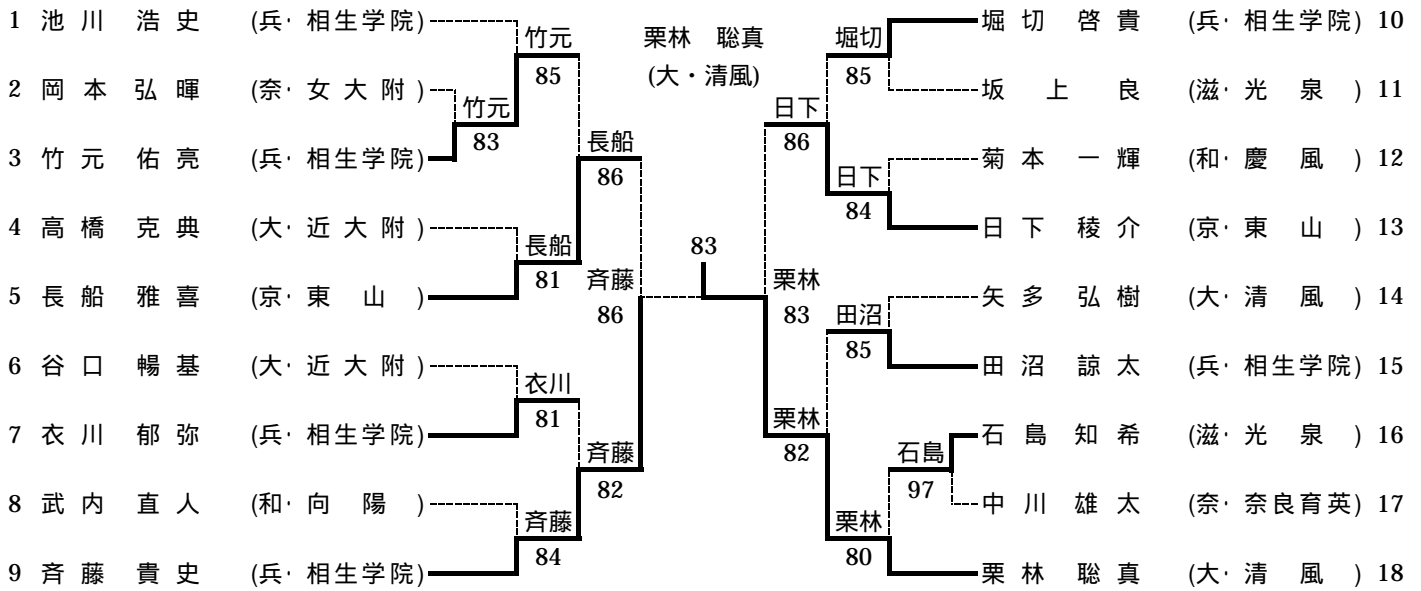 1 池川 浩史 (兵・相生学院)
2 岡本弘暉 (奈・女大附)
3 竹元 佑亮 (兵・相生学院)
4 高橋 克典 (大・近大附)
5 長船 雅喜 (京・東山)
6 谷口 暢基 (大・近大附)
7 衣川 郁弥 (兵・相生学院)
8 武内 直人 (和・向陽)
9 斉藤 貴史 (兵・相生学院)
竹元
85
竹元
83
長船
86
長船
81
斉藤
86
衣川
81
斉藤
82
斉藤
84
栗林 聡真
(大・清風)
83
堀切
85
日下
86
日下
84
栗林
83
田沼
85
栗林
82
石島
97
栗林
80
堀切 啓貴 (兵・相生学院) 10
坂上 良 (滋・光泉) 11
菊本 一輝 (和・慶風) 12
日下 稜介 (京・東山) 13
矢多 弘樹 (大・清風) 14
田沼 諒太 (兵・相生学院) 15
石島 知希 (滋・光泉) 16
中川 雄太 (奈・奈良育英) 17
栗林 聡真 (大・清風) 18